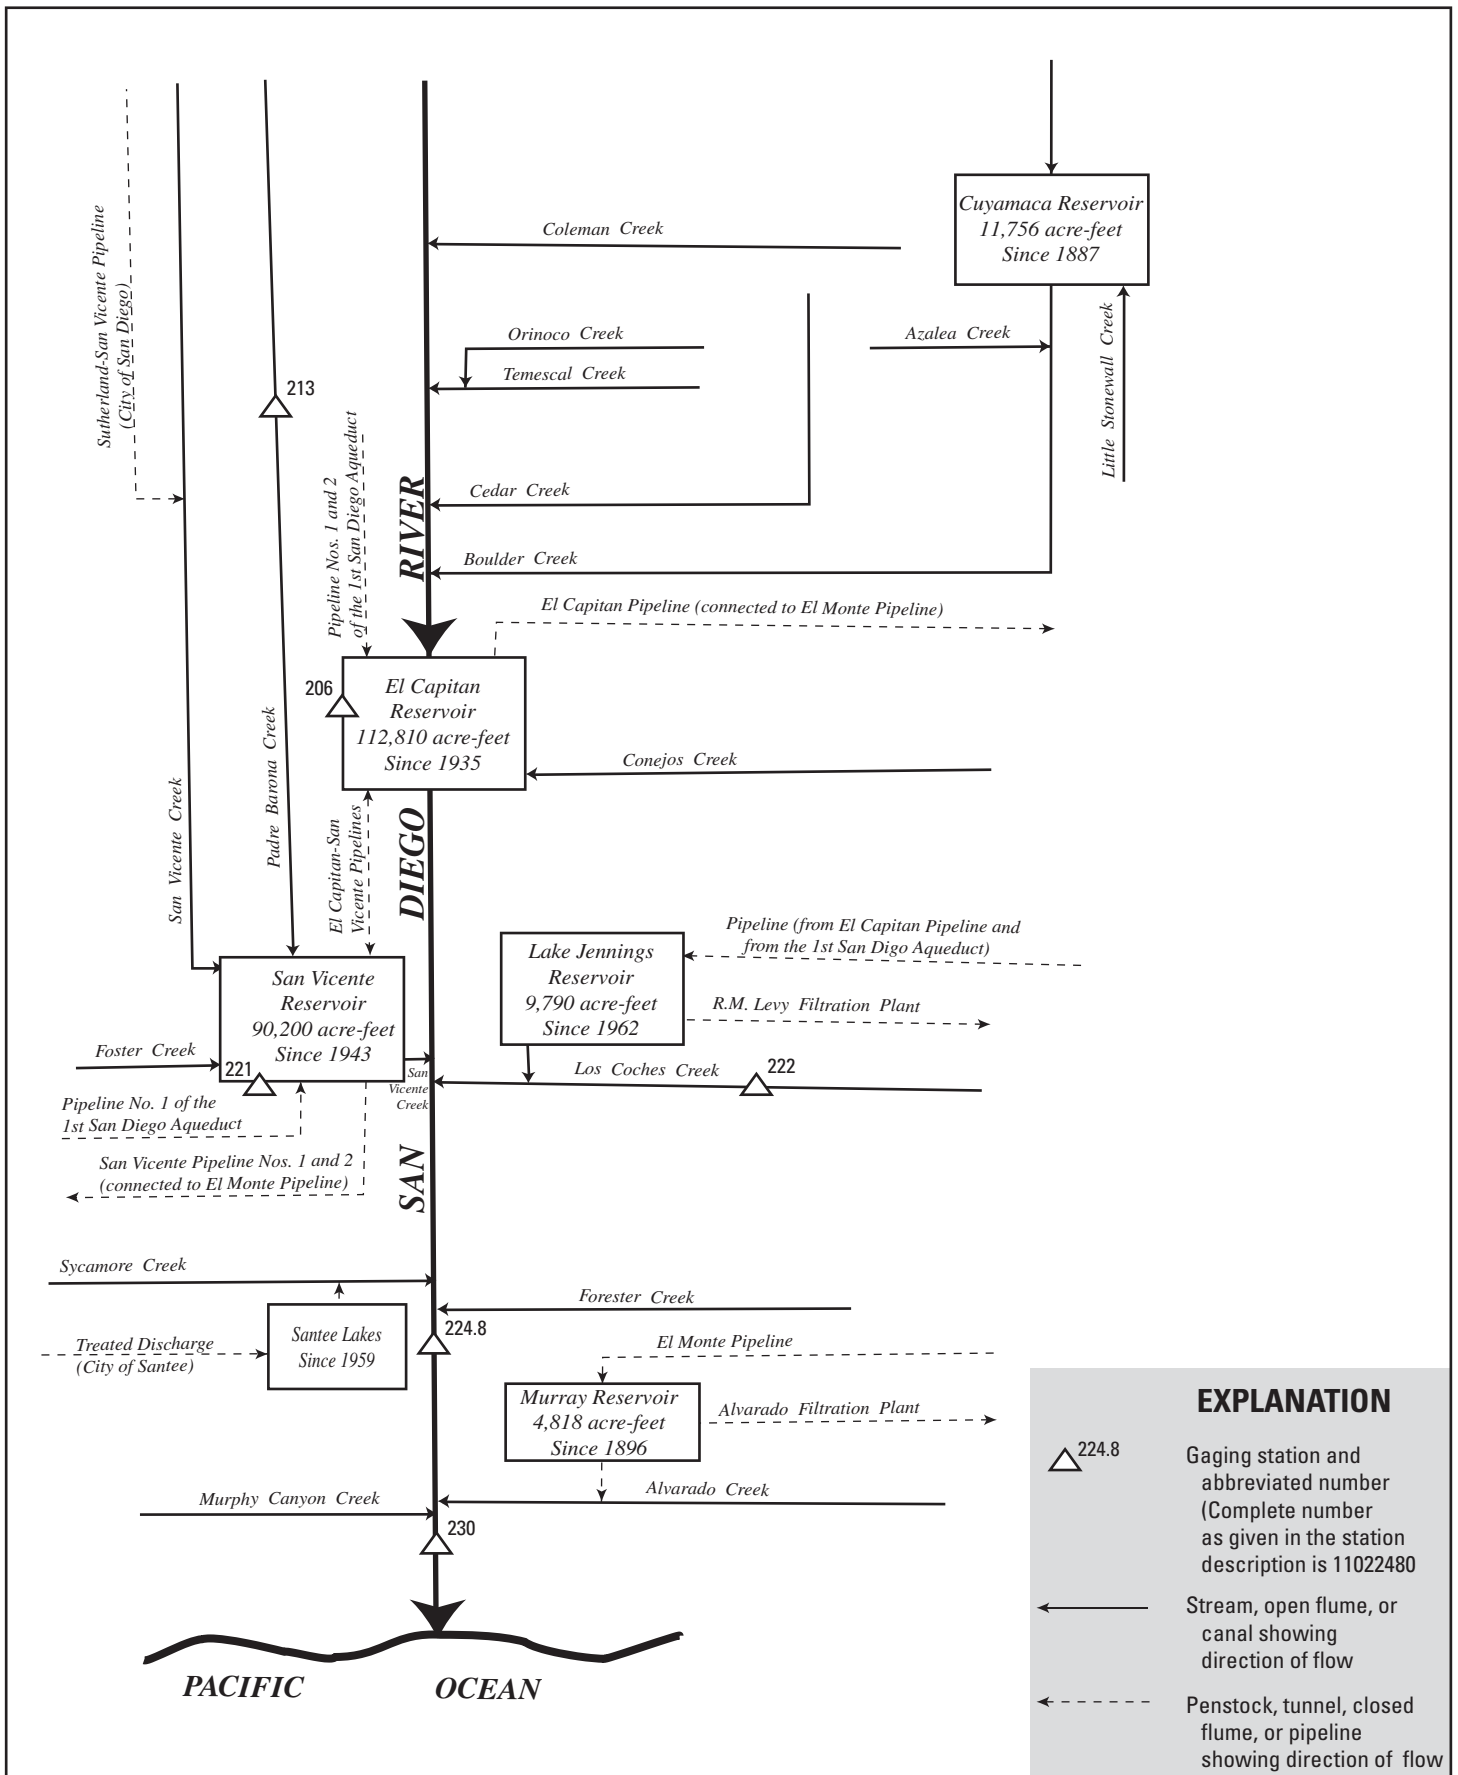 Cuyamaca Reservoir
11,756 acre-feet
Since 1887
Coleman Creek
Sutherland-San Vicente Pipeline
(City of San Diego)
Orinoco Creek
Azalea Creek
Temescal Creek
Little Stonewall Creek
213
Pipeline Nos. 1 and 2
of the 1st San Diego Aqueduct
RIVER
Cedar Creek
Boulder Creek
El Capitan Pipeline (connected to El Monte Pipeline)
206
El Capitan
Reservoir
112,810 acre-feet
Since 1935
Conejos Creek
San Vicente Creek
Padre Barona Creek
El Capitan-San
Vicente Pipelines
DIEGO
Pipeline (from El Capitan Pipeline and
from the 1st San Digo Aqueduct)
Lake Jennings
Reservoir
9,790 acre-feet
Since 1962
R.M. Levy Filtration Plant
San Vicente
Reservoir
90,200 acre-feet
Since 1943
Foster Creek
221
San
Vicente
Creek
Los Coches Creek
222
Pipeline No. 1 of the
1st San Diego Aqueduct
San Vicente Pipeline Nos. 1 and 2
(connected to El Monte Pipeline)
SAN
Sycamore Creek
Forester Creek
Santee Lakes
Since 1959
224.8
Treated Discharge
(City of Santee)
El Monte Pipeline
Murray Reservoir
4,818 acre-feet
Since 1896
Alvarado Filtration Plant
Murphy Canyon Creek
Alvarado Creek
230
PACIFIC OCEAN
EXPLANATION
224.8
Gaging station and
abbreviated number
(Complete number
as given in the station
description is 11022480
Stream, open flume, or
canal showing
direction of flow
Penstock, tunnel, closed
flume, or pipeline
showing direction of flow